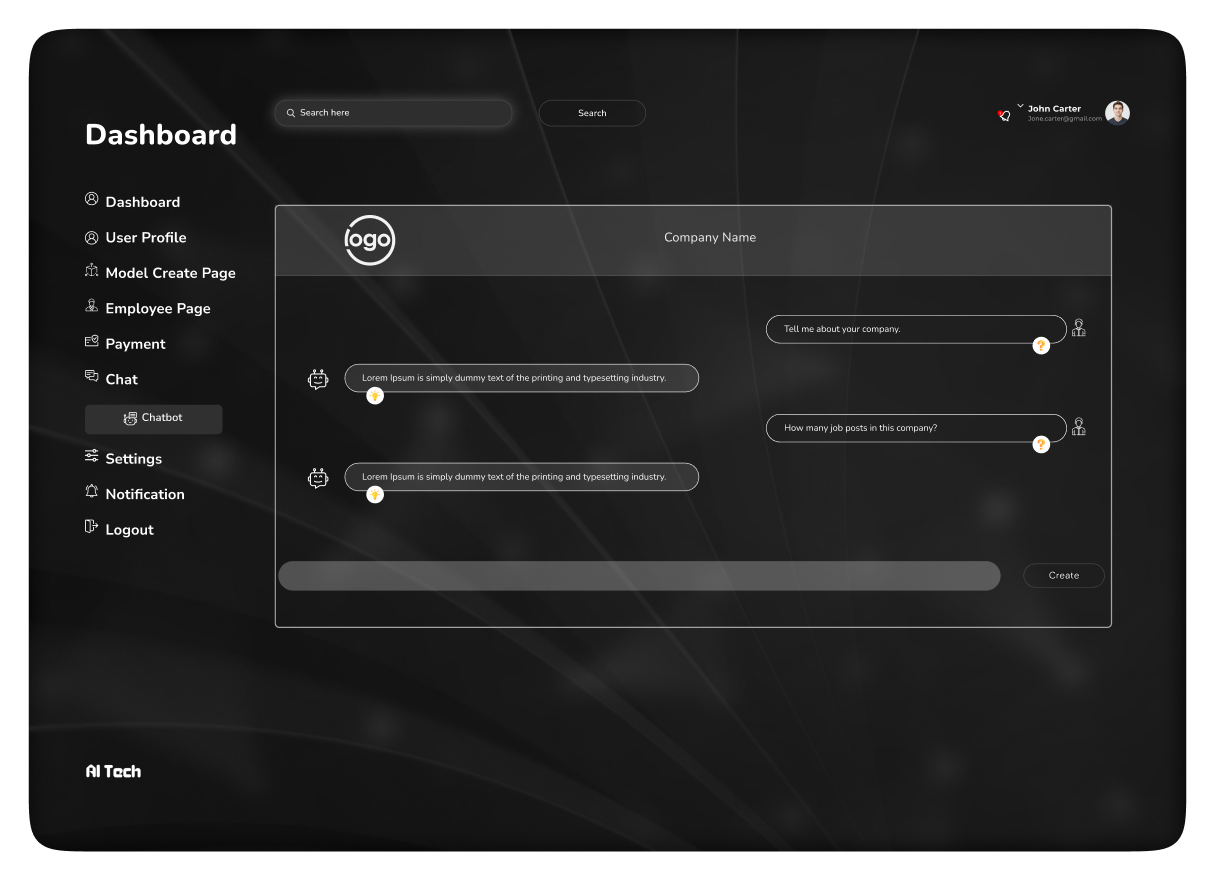 Dashboard
Search here
Search
John Carter
Jone.carter@gmail.com
Dashboard
User Profile
Model Create Page
Employee Page
Payment
Chat
Chatbot
Settings
Notification
Logout
AI Tech
logo
Company Name
Tell me about your company.
?
Lorem Ipsum is simply dummy text of the printing and typesetting industry.
How many job posts in this company?
?
Lorem Ipsum is simply dummy text of the printing and typesetting industry.
Create